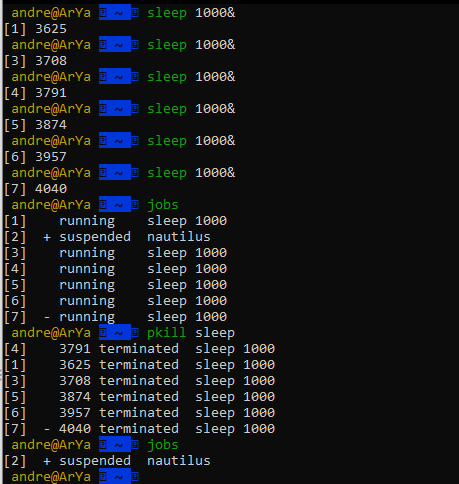 andre@ArYa ~ sleep 1000&
[1] 3625
andre@ArYa ~ sleep 1000&
[3] 3708
andre@ArYa ~ sleep 1000&
[4] 3791
andre@ArYa ~ sleep 1000&
[5] 3874
andre@ArYa ~ sleep 1000&
[6] 3957
andre@ArYa ~ sleep 1000&
[7] 4040
andre@ArYa ~ jobs
[1]    running    sleep 1000
[2]  + suspended  nautilus
[3]    running    sleep 1000
[4]    running    sleep 1000
[5]    running    sleep 1000
[6]    running    sleep 1000
[7]  - running    sleep 1000
andre@ArYa ~ pkill sleep
[4]    3791 terminated  sleep 1000
[1]    3625 terminated  sleep 1000
[3]    3708 terminated  sleep 1000
[5]    3874 terminated  sleep 1000
[6]    3957 terminated  sleep 1000
[7]  - 4040 terminated  sleep 1000
andre@ArYa ~ jobs
[2]  + suspended  nautilus
andre@ArYa ~